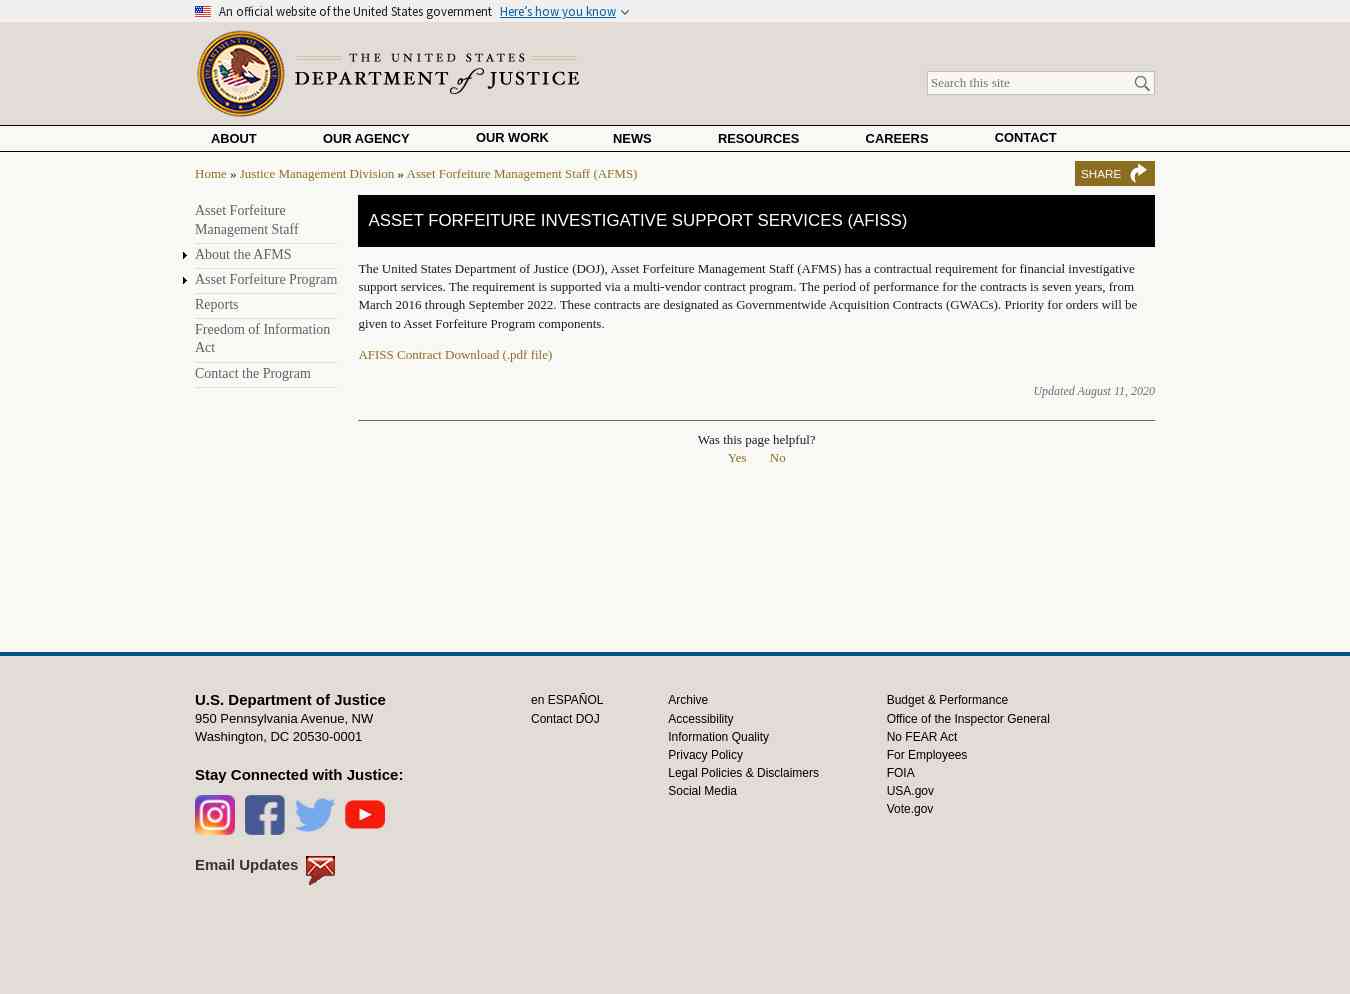 An official website of the United States government Here's how you know
THE UNITED STATES
DEPARTMENT of JUSTICE
Search this site
ABOUT OUR AGENCY OUR WORK NEWS RESOURCES CAREERS CONTACT
Home » Justice Management Division » Asset Forfeiture Management Staff (AFMS)
SHARE
Asset Forfeiture
Management Staff
About the AFMS
Asset Forfeiture Program
Reports
Freedom of Information
Act
Contact the Program
ASSET FORFEITURE INVESTIGATIVE SUPPORT SERVICES (AFISS)
The United States Department of Justice (DOJ), Asset Forfeiture Management Staff (AFMS) has a contractual requirement for financial investigative
support services. The requirement is supported via a multi-vendor contract program. The period of performance for the contracts is seven years, from
March 2016 through September 2022. These contracts are designated as Governmentwide Acquisition Contracts (GWACs). Priority for orders will be
given to Asset Forfeiture Program components.
AFISS Contract Download (.pdf file)
Updated August 11, 2020
Was this page helpful?
Yes No
U.S. Department of Justice
950 Pennsylvania Avenue, NW
Washington, DC 20530-0001
Stay Connected with Justice:
Email Updates
en ESPAÑOL
Contact DOJ
Archive
Accessibility
Information Quality
Privacy Policy
Legal Policies & Disclaimers
Social Media
Budget & Performance
Office of the Inspector General
No FEAR Act
For Employees
FOIA
USA.gov
Vote.gov